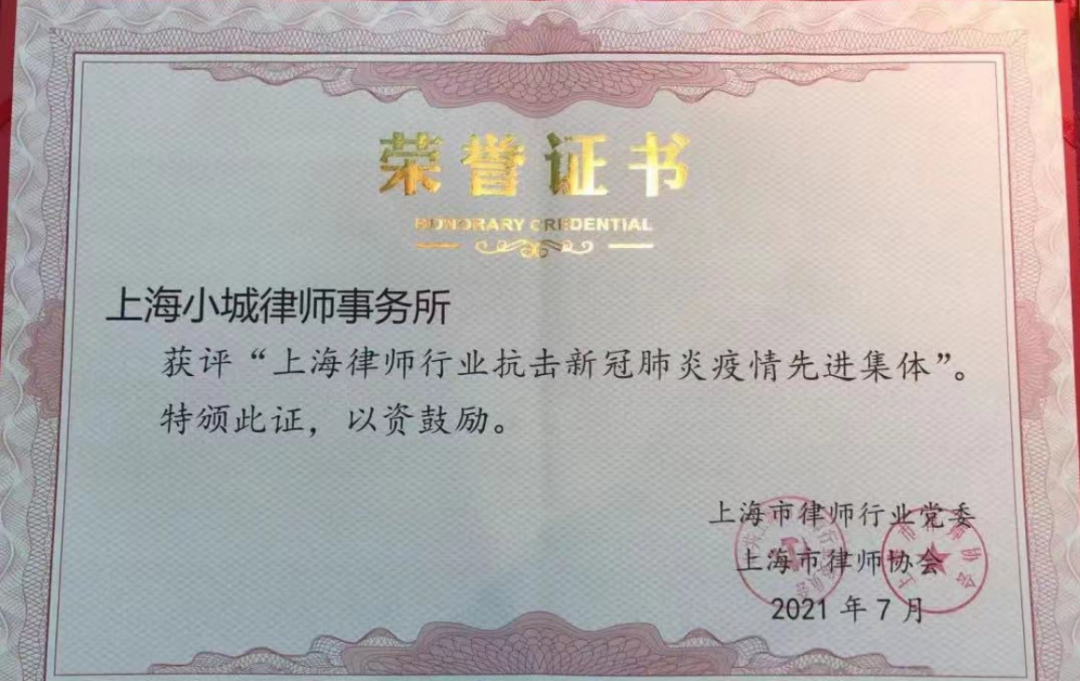 荣誉证书
HONORARY CREDENTIAL
上海小城律师事务所
获评“上海律师行业抗击新冠肺炎疫情先进集体”。
特颁此证，以资鼓励。
上海市律师行业党委
上海市律师协会
2021 年 7 月